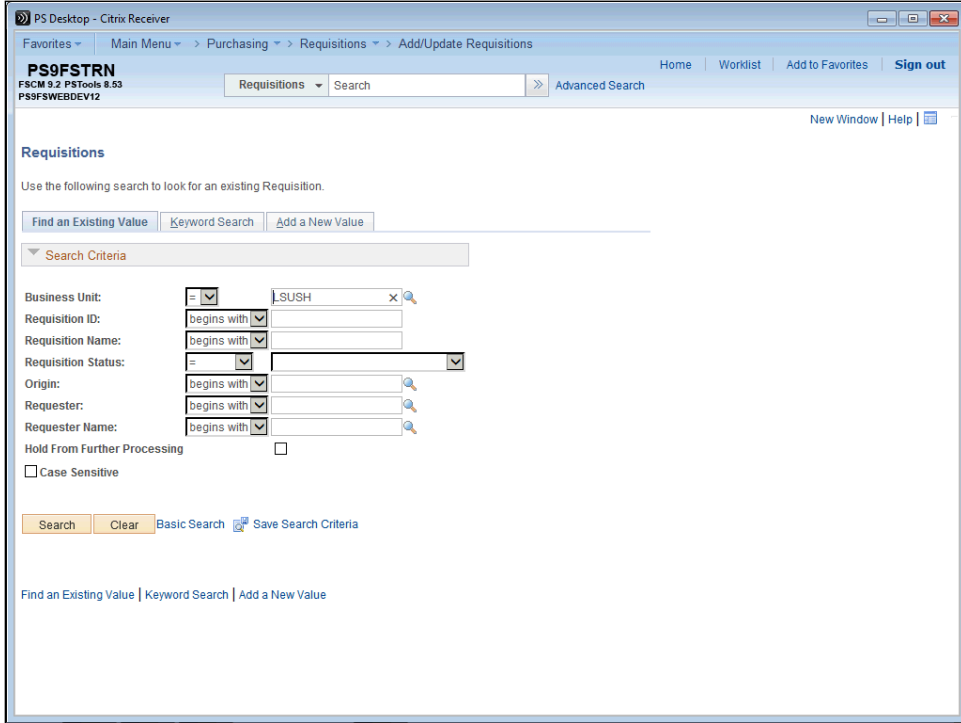 PS Desktop - Citrix Receiver
Favorites Main Menu > Purchasing > Requisitions > Add/Update Requisitions
PS9FSTRN
FSCM 9.2 PSTools 8.53
PS9FSWEBDEV12
Home Worklist Add to Favorites Sign out
Requisitions Search Advanced Search
New Window | Help |
Requisitions
Use the following search to look for an existing Requisition.
Find an Existing Value Keyword Search Add a New Value
Search Criteria
Business Unit: = LSUSH
Requisition ID: begins with
Requisition Name: begins with
Requisition Status: =
Origin: begins with
Requester: begins with
Requester Name: begins with
Hold From Further Processing
Case Sensitive
Search Clear Basic Search Save Search Criteria
Find an Existing Value | Keyword Search | Add a New Value